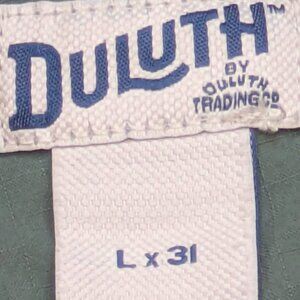 DULUTH™
BY
DULUTH
TRADING CO
L x 31